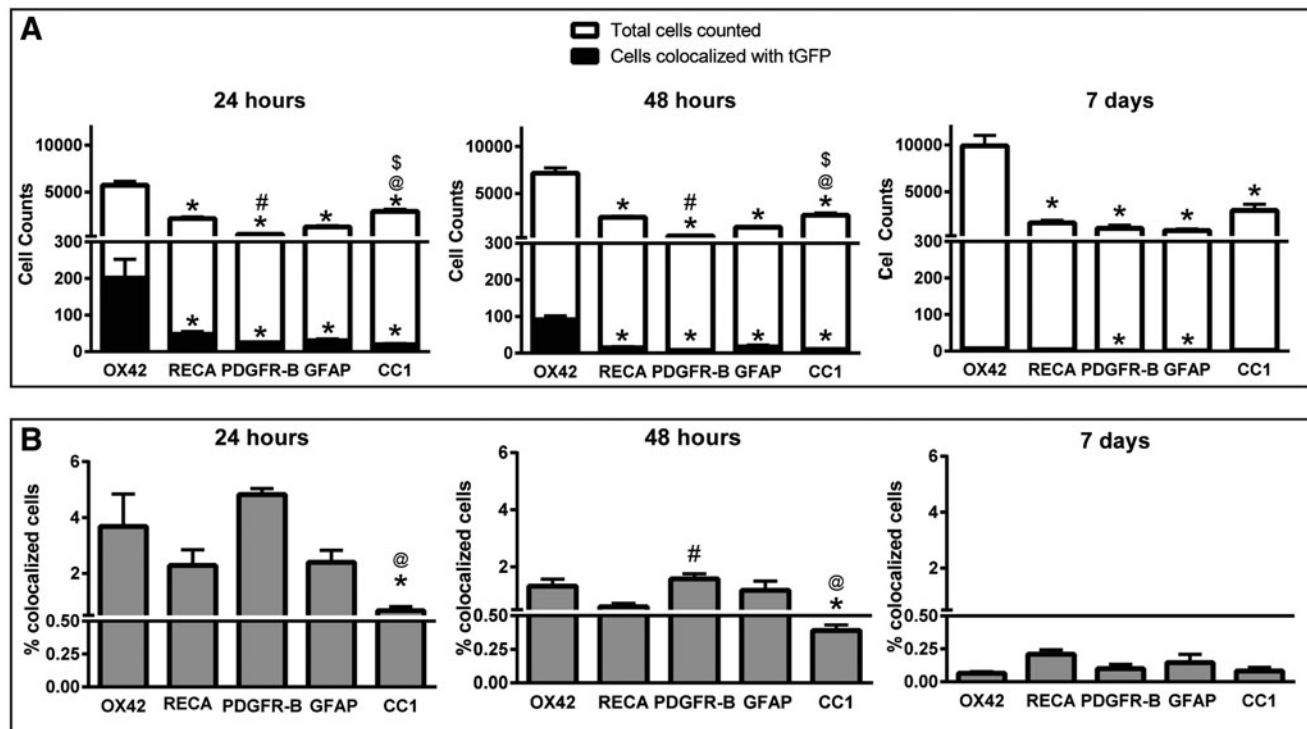 A
Total cells counted
Cells colocalized with tGFP
24 hours
48 hours
7 days
Cell Counts
10000
5000
300
200
100
0
$
@
#
* * * *
* * * *
OX42 RECA PDGFR-B GFAP CC1
Cell Counts
10000
5000
300
200
100
0
$
@
#
* * * *
* * * *
OX42 RECA PDGFR-B GFAP CC1
Cel Counts
10000
5000
300
200
100
0
* * * *
* *
OX42 RECA PDGFR-B GFAP CC1
B
24 hours
48 hours
7 days
% colocalized cells
6
4
2
0.50
0.25
0.00
@
*
OX42 RECA PDGFR-B GFAP CC1
% colocalized cells
6
4
2
0.50
0.25
0.00
#
@
*
OX42 RECA PDGFR-B GFAP CC1
% colocalized cells
6
4
2
0.50
0.25
0.00
OX42 RECA PDGFR-B GFAP CC1